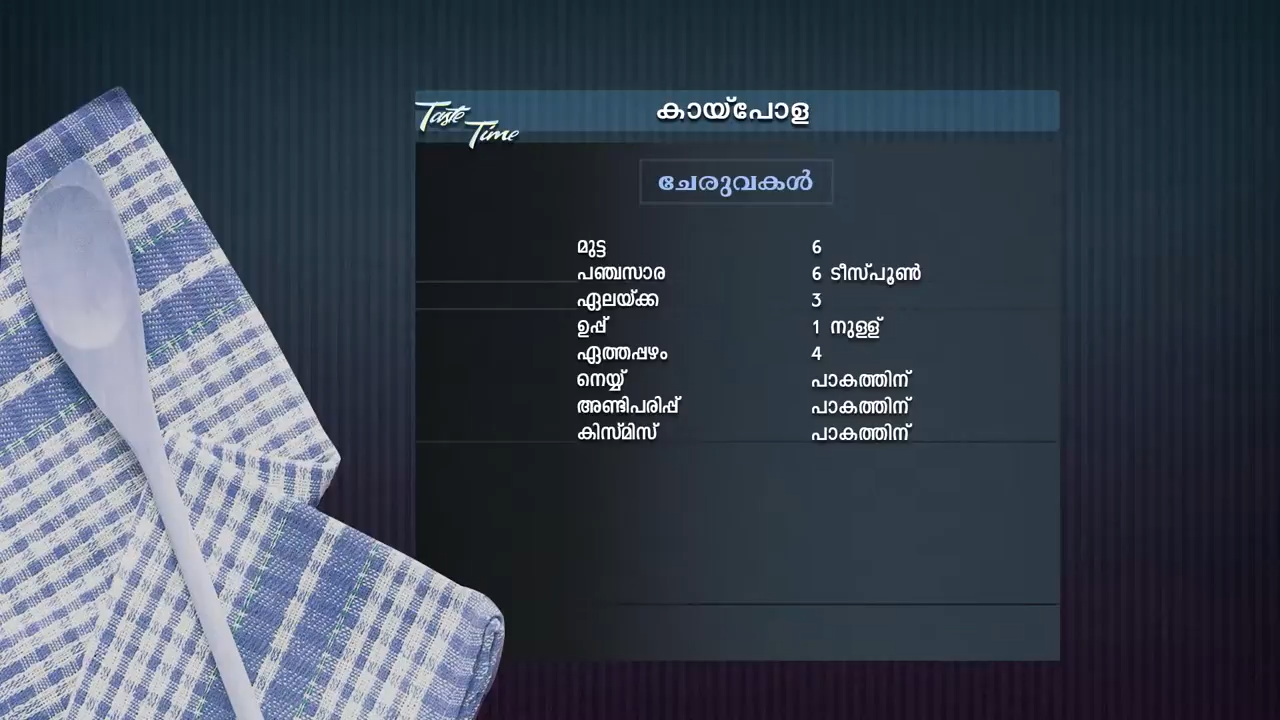 Taste Time
കായ്പോള
ചേരുവകൾ
മുട്ട 6
പഞ്ചസാര 6 ടീസ്പൂൺ
ഏലയ്ക്ക 3
ഉപ്പ് 1 നുള്ള്
ഏത്തപ്പഴം 4
നെയ്യ് പാകത്തിന്
അണ്ടിപരിപ്പ് പാകത്തിന്
കിസ്മിസ് പാകത്തിന്